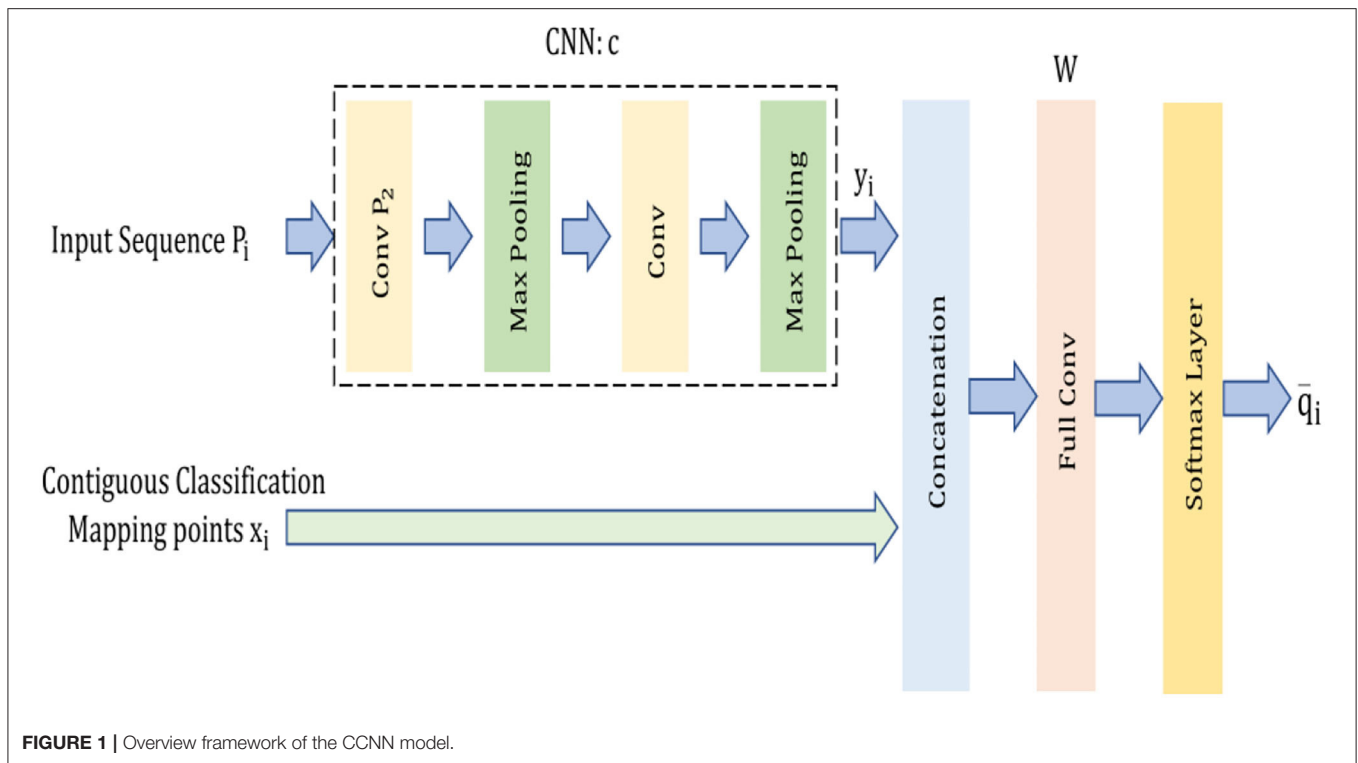 CNN: c
W
Input Sequence Pᵢ
Conv P₂
Max Pooling
Conv
Max Pooling
yᵢ
Contiguous Classification
Mapping points xᵢ
Concatenation
Full Conv
Softmax Layer
q̄ᵢ
FIGURE 1 | Overview framework of the CCNN model.